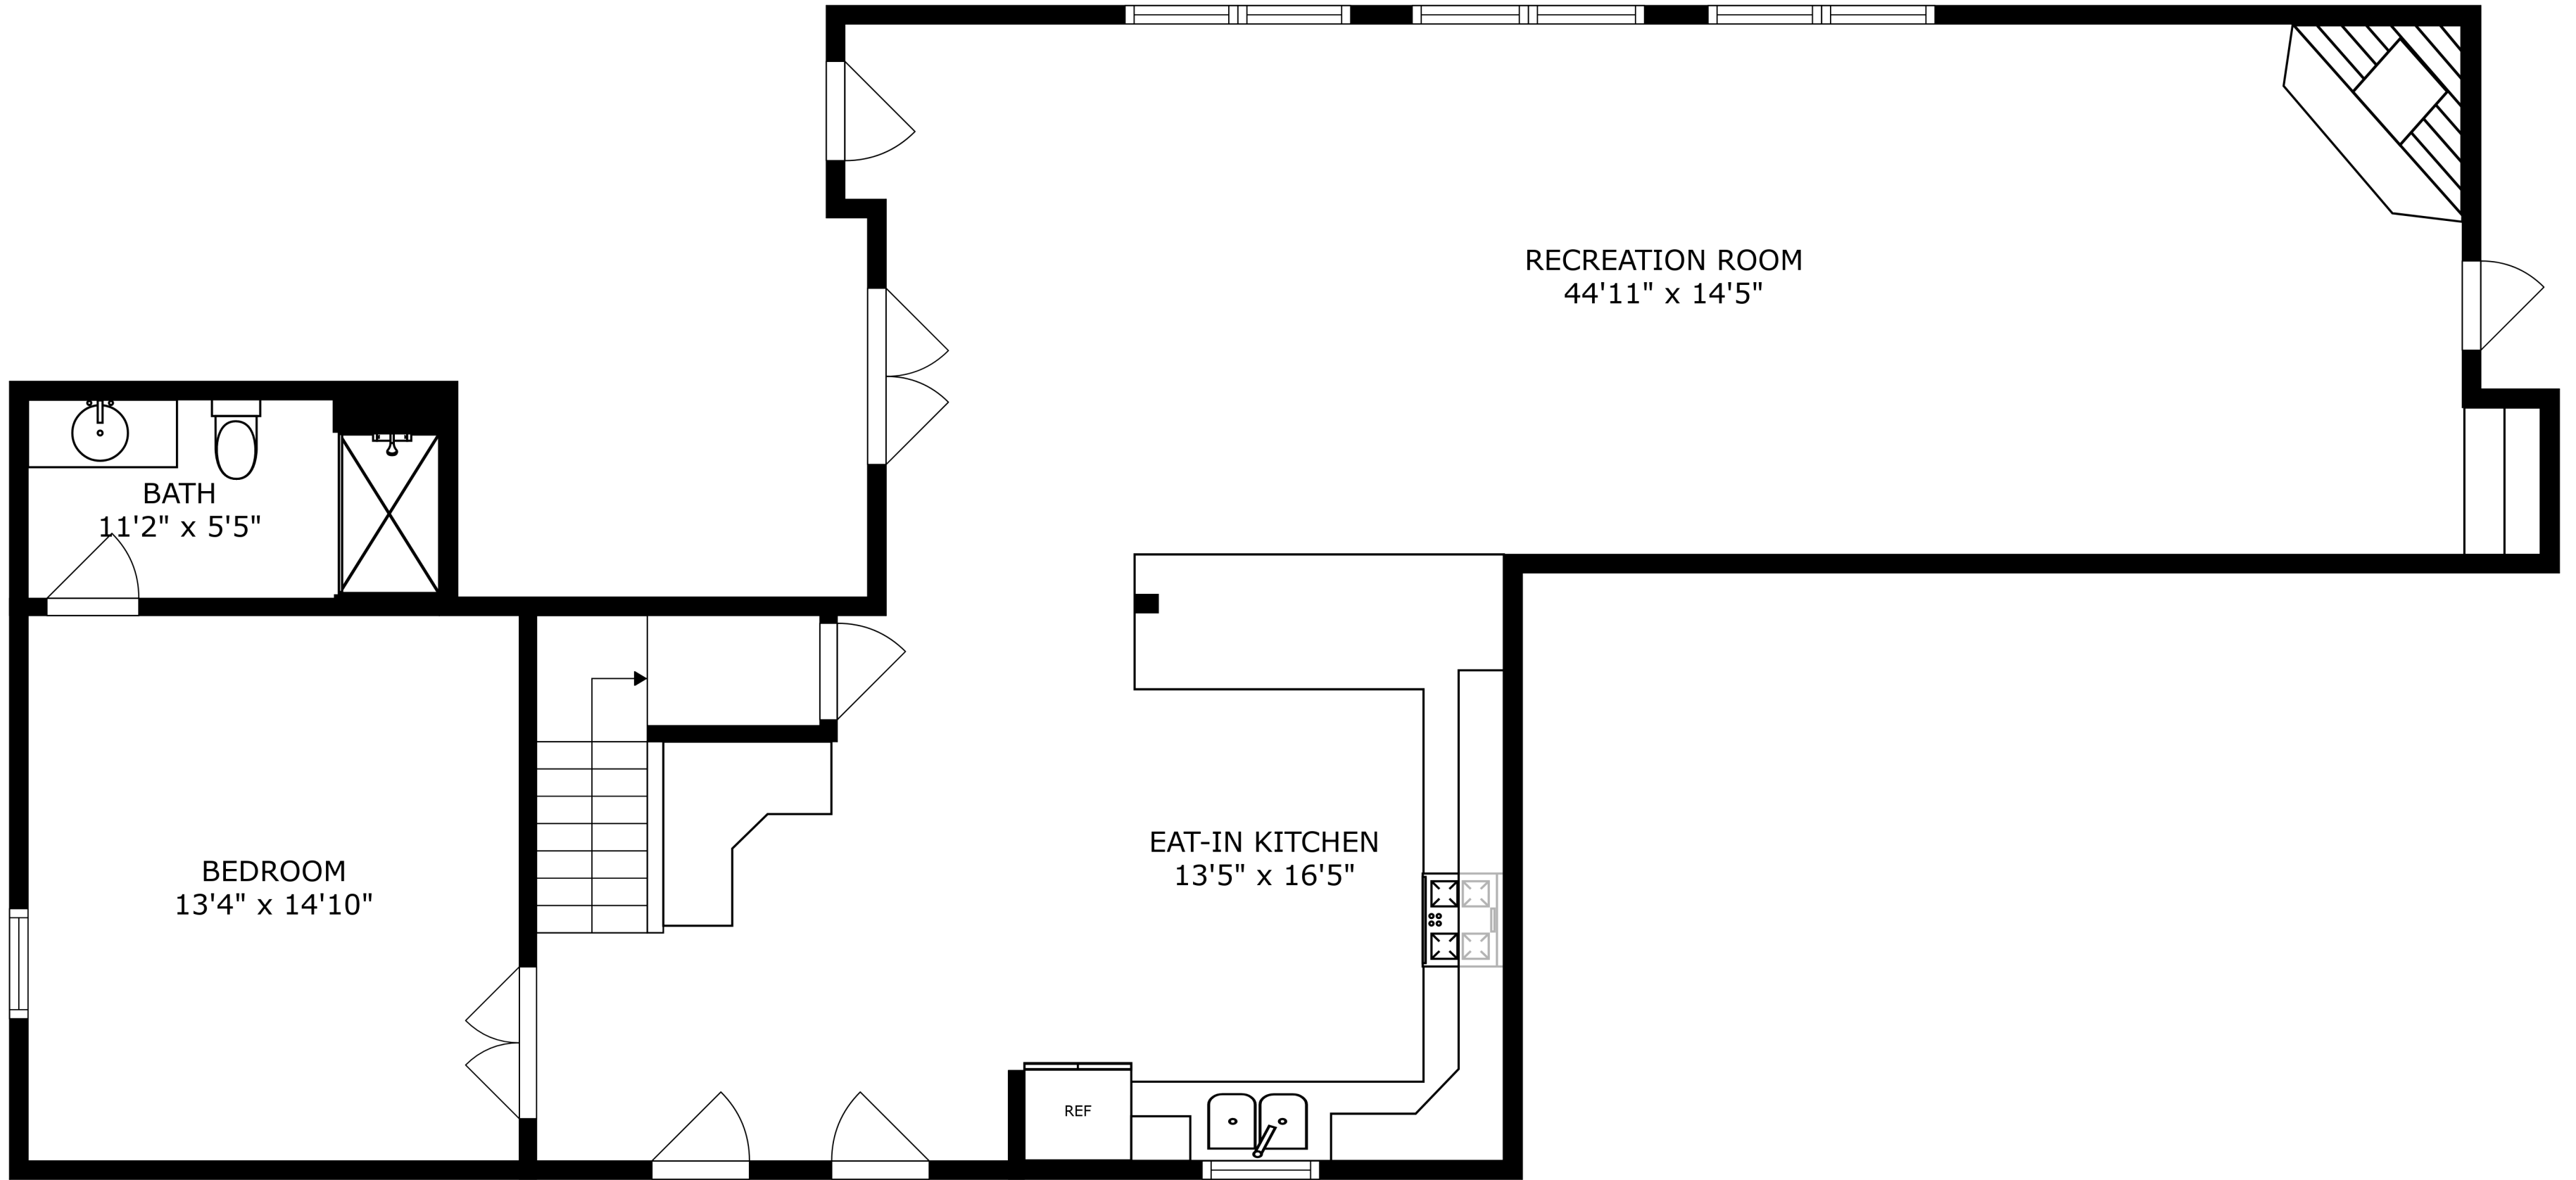 RECREATION ROOM
44'11" x 14'5"
BATH
11'2" x 5'5"
EAT-IN KITCHEN
13'5" x 16'5"
BEDROOM
13'4" x 14'10"
REF